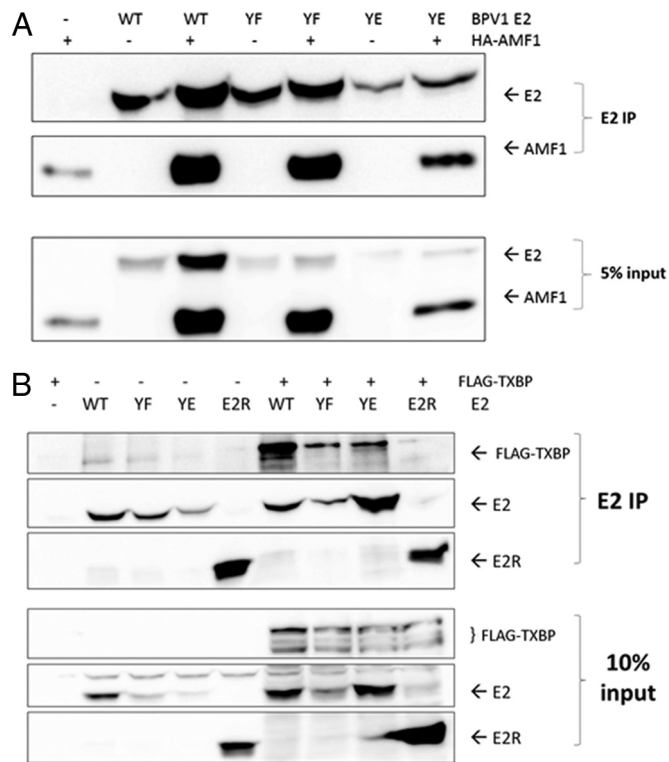 A - WT WT YF YF YE YE BPV1 E2
+ - + - + - + HA-AMF1
← E2
E2 IP
← AMF1
← E2
5% input
← AMF1
B + - - - - + + + + FLAG-TXBP
- WT YF YE E2R WT YF YE E2R E2
← FLAG-TXBP
← E2
E2 IP
← E2R
} FLAG-TXBP
10%
← E2
input
← E2R